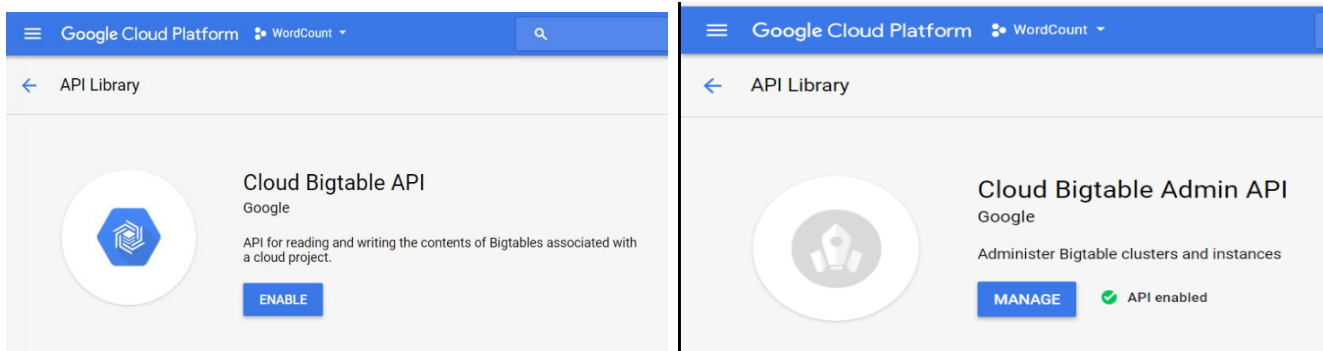 Google Cloud Platform WordCount
API Library
Cloud Bigtable API
Google
API for reading and writing the contents of Bigtables associated with
a cloud project.
ENABLE
Google Cloud Platform WordCount
API Library
Cloud Bigtable Admin API
Google
Administer Bigtable clusters and instances
MANAGE API enabled